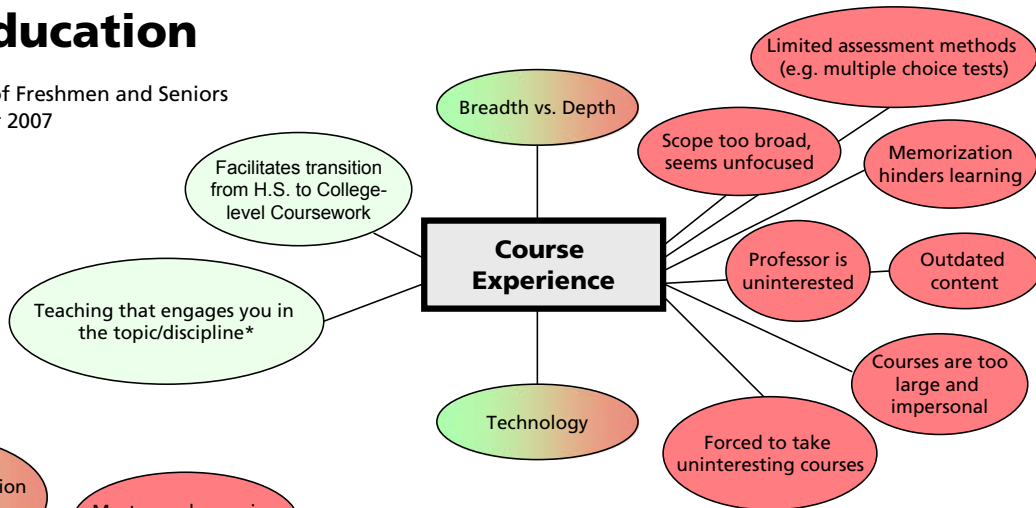 of Freshmen and Seniors
2007
Limited assessment methods
(e.g. multiple choice tests)
Breadth vs. Depth
Scope too broad,
seems unfocused
Memorization
hinders learning
Facilitates transition
from H.S. to College-
level Coursework
Course
Experience
Professor is
uninterested
Outdated
content
Teaching that engages you in
the topic/discipline*
Courses are too
large and
impersonal
Technology
Forced to take
uninteresting courses